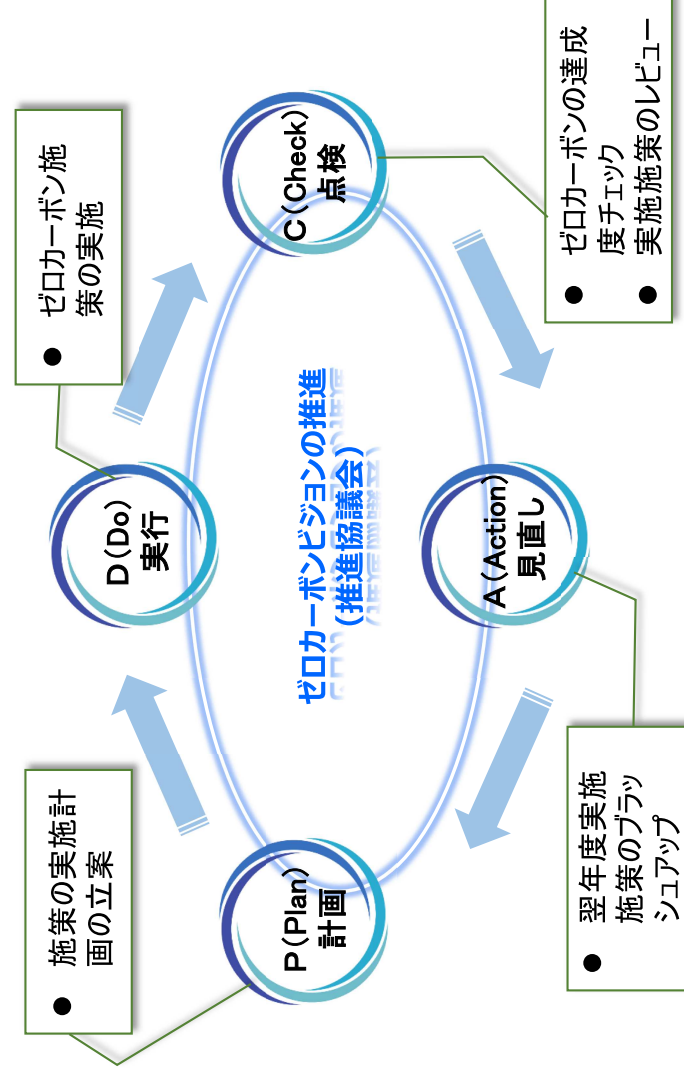 ● 施策の実施計
画の立案
P(Plan)
計画
● ゼロカーボン施
策の実施
D(Do)
実行
C(Check)
点検
● ゼロカーボンの達成
度チェック
● 実施施策のレビュー
A(Action)
見直し
● 翌年度実施
施策のブラッ
シュアップ
ゼロカーボンビジョンの推進
(推進協議会)